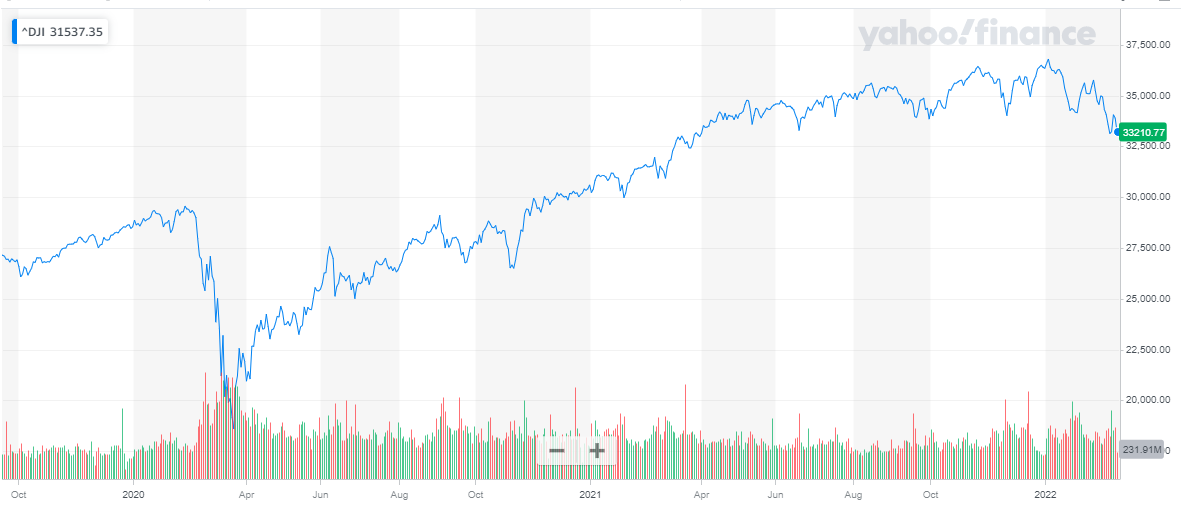 ^DJI 31537.35
yahoo!finance
37,500.00
35,000.00
33210.77
32,500.00
30,000.00
27,500.00
25,000.00
22,500.00
20,000.00
231.91M
Oct 2020 Apr Jun Aug Oct 2021 Apr Jun Aug Oct 2022